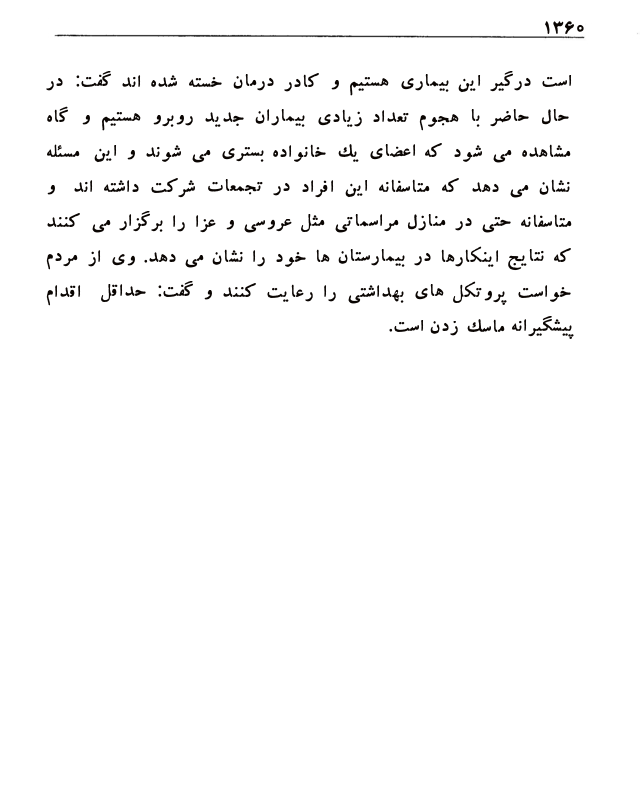 ۱۳۶۰
است درگیر این بیماری هستیم و کادر درمان خسته شده اند گفت: در
حال حاضر با هجوم تعداد زیادی بیماران جدید روبرو هستیم و گاه
مشاهده می شود که اعضای یك خانواده بستری می شوند و این مسئله
نشان می دهد که متاسفانه این افراد در تجمعات شرکت داشته اند و
متاسفانه حتی در منازل مراسماتی مثل عروسی و عزا را برگزار می کنند
که نتایج اینکارها در بیمارستان ها خود را نشان می دهد. وی از مردم
خواست پروتکل های بهداشتی را رعایت کنند و گفت: حداقل اقدام
پیشگیرانه ماسك زدن است.